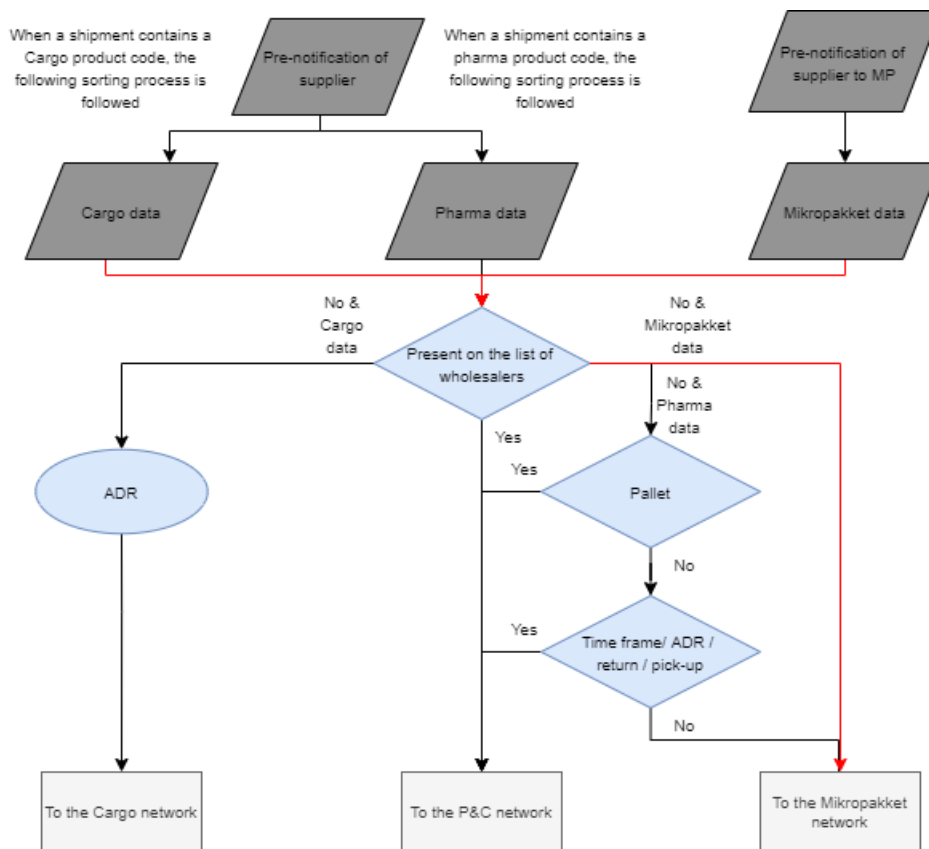 When a shipment contains a
Cargo product code, the
following sorting process is
followed
Pre-notification of
supplier
When a shipment contains a
pharma product code, the
following sorting process is
followed
Pre-notification of
supplier to MP
Cargo data
Pharma data
Mikropakket data
No &
Cargo
data
Present on the list of
wholesalers
No &
Mikropakket
data
No &
Pharma
data
Yes
Yes
ADR
Pallet
No
Yes
Time frame/ ADR /
return / pick-up
No
To the Cargo network
To the P&C network
To the Mikropakket
network